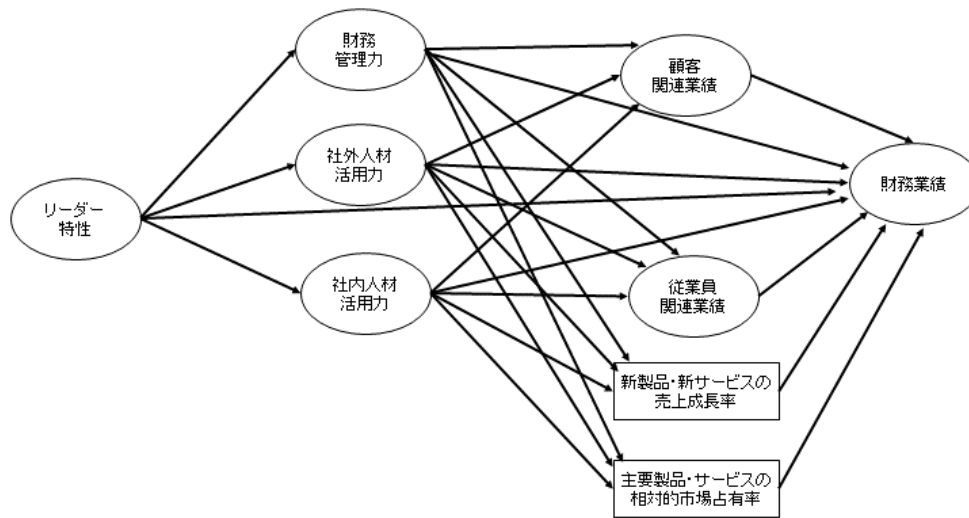 財務
管理力
顧客
関連業績
社外人材
活用力
財務業績
リーダー
特性
社内人材
活用力
従業員
関連業績
新製品・新サービスの
売上成長率
主要製品・サービスの
相対的市場占有率